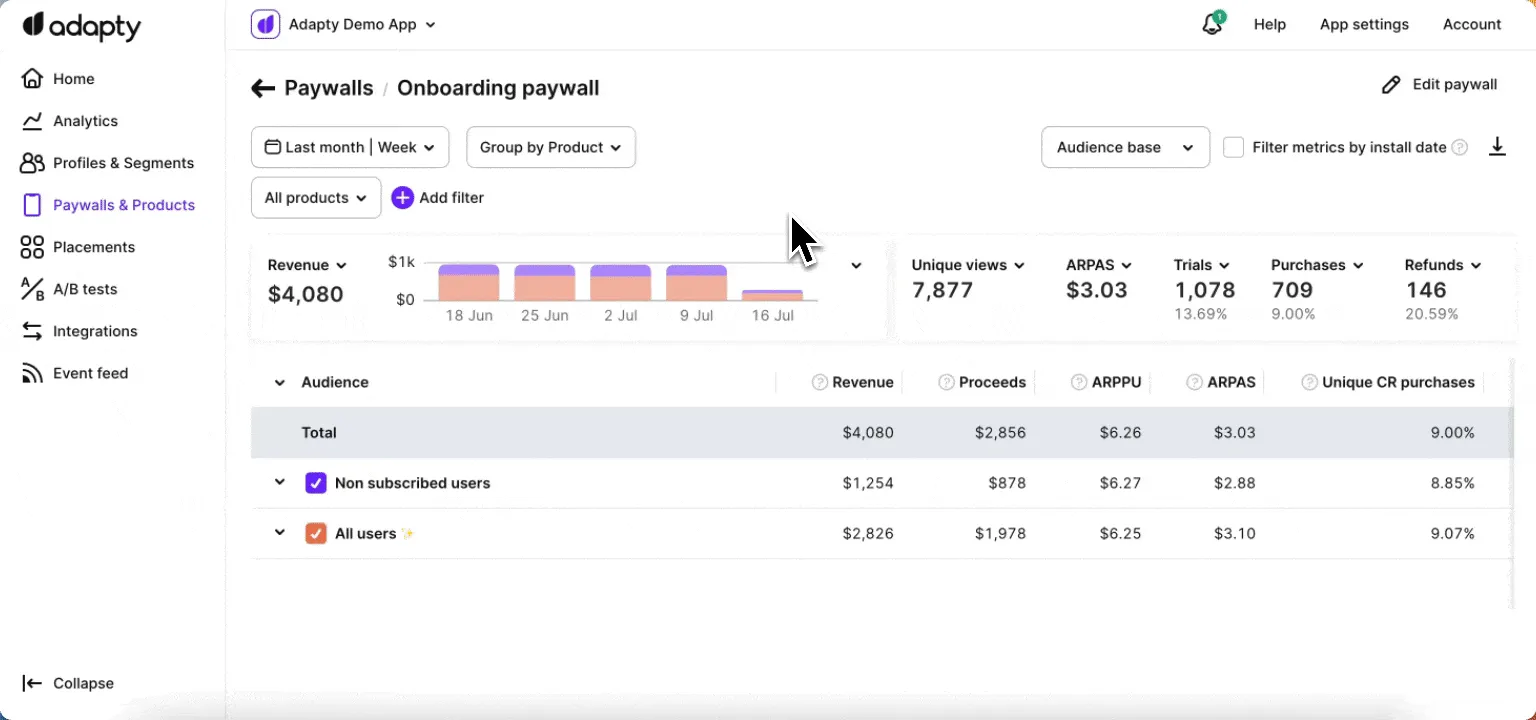 adapty
Adapty Demo App
1
Help
App settings
Account
Home
Analytics
Profiles & Segments
Paywalls & Products
Placements
A/B tests
Integrations
Event feed
Collapse
Paywalls / Onboarding paywall
Edit paywall
Last month | Week
Group by Product
Audience base
Filter metrics by install date ?
All products
Add filter
Revenue
$4,080
$1k
$0
18 Jun 25 Jun 2 Jul 9 Jul 16 Jul
Unique views ARPAS Trials Purchases Refunds
7,877 $3.03 1,078 709 146
13.69% 9.00% 20.59%
Audience ? Revenue ? Proceeds ? ARPPU ? ARPAS ? Unique CR purchases
Total $4,080 $2,856 $6.26 $3.03 9.00%
Non subscribed users $1,254 $878 $6.27 $2.88 8.85%
All users ✨ $2,826 $1,978 $6.25 $3.10 9.07%